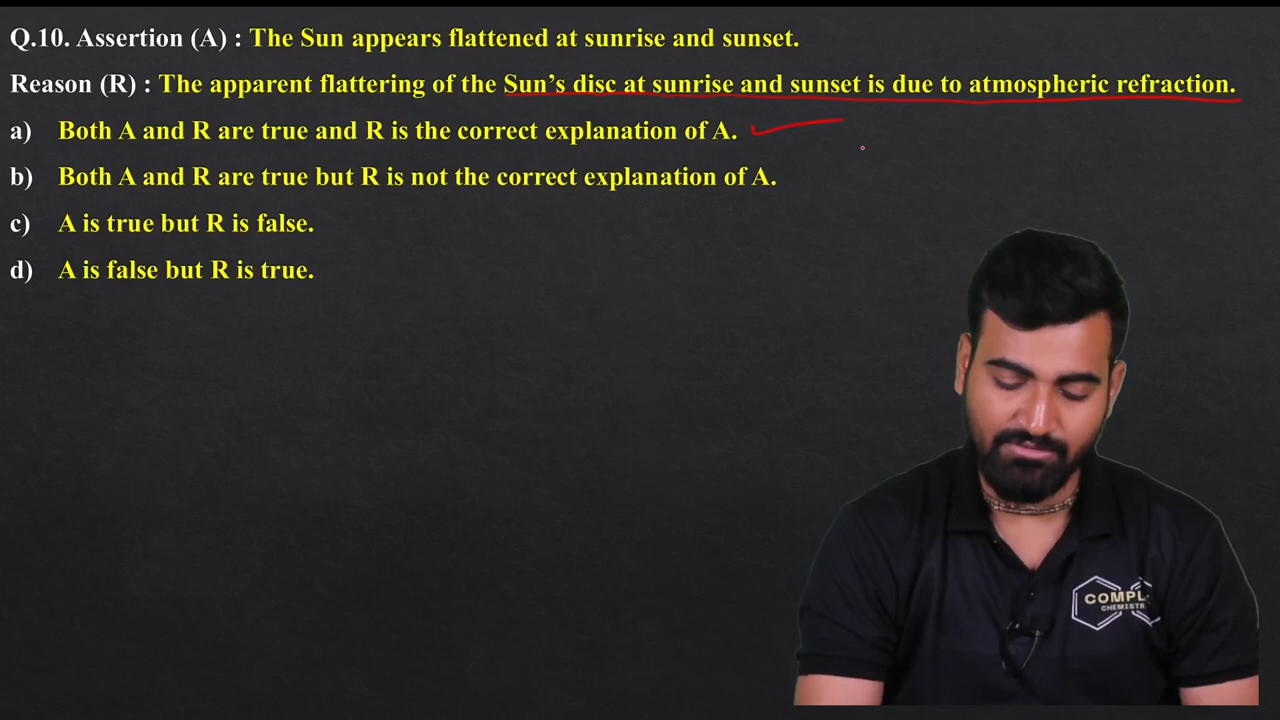 Q.10. Assertion (A) : The Sun appears flattened at sunrise and sunset.
Reason (R) : The apparent flattering of the Sun’s disc at sunrise and sunset is due to atmospheric refraction.
a) Both A and R are true and R is the correct explanation of A.
b) Both A and R are true but R is not the correct explanation of A.
c) A is true but R is false.
d) A is false but R is true.
COMPL
CHEMISTR